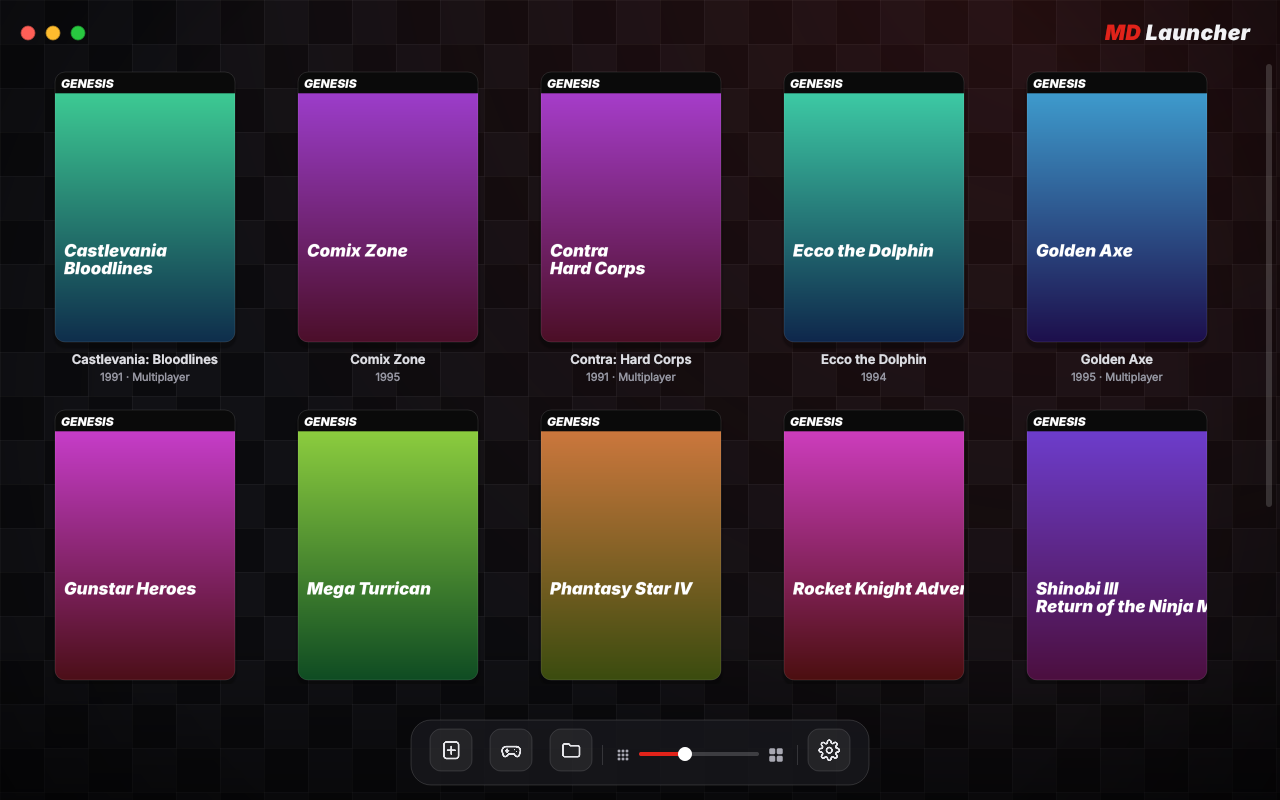 MD Launcher
GENESIS
GENESIS
GENESIS
GENESIS
GENESIS
Castlevania
Bloodlines
Comix Zone
Contra
Hard Corps
Ecco the Dolphin
Golden Axe
Castlevania: Bloodlines
1991 · Multiplayer
Comix Zone
1995
Contra: Hard Corps
1991 · Multiplayer
Ecco the Dolphin
1994
Golden Axe
1995 · Multiplayer
GENESIS
GENESIS
GENESIS
GENESIS
GENESIS
Gunstar Heroes
Mega Turrican
Phantasy Star IV
Rocket Knight Adver
Shinobi III
Return of the Ninja M